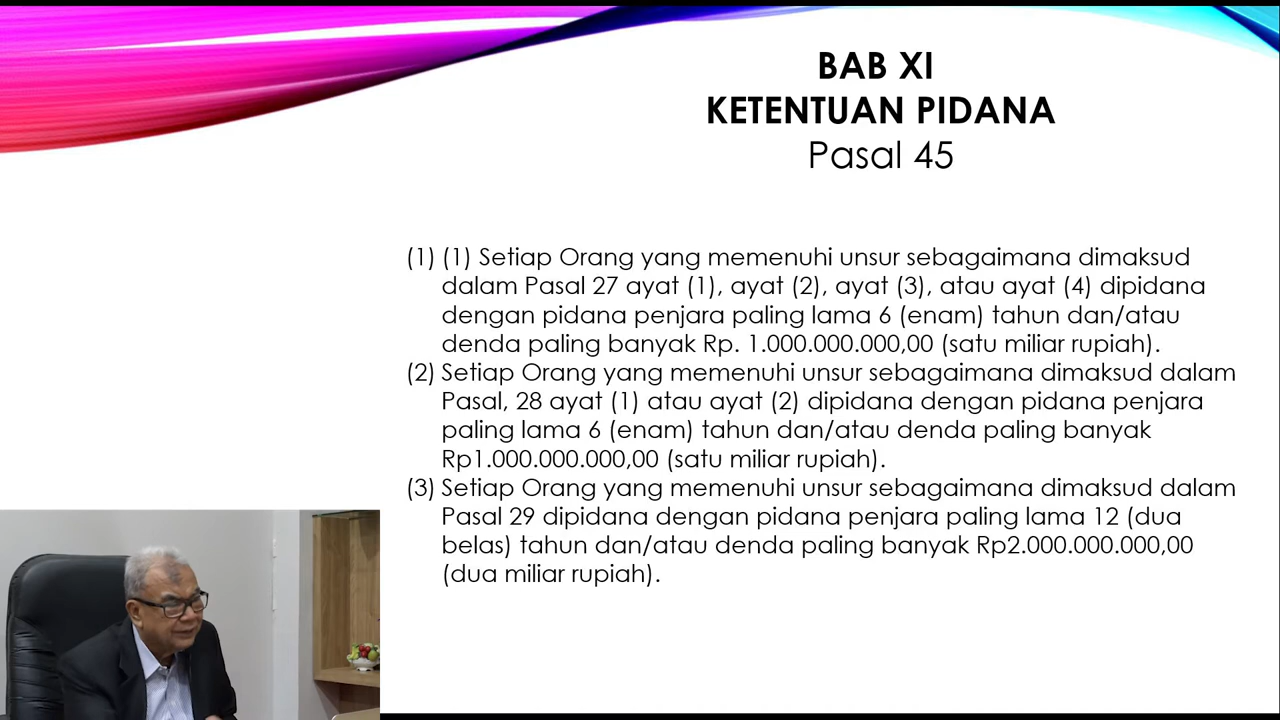 BAB XI
KETENTUAN PIDANA
Pasal 45
(1) (1) Setiap Orang yang memenuhi unsur sebagaimana dimaksud
dalam Pasal 27 ayat (1), ayat (2), ayat (3), atau ayat (4) dipidana
dengan pidana penjara paling lama 6 (enam) tahun dan/atau
denda paling banyak Rp. 1.000.000.000,00 (satu miliar rupiah).
(2) Setiap Orang yang memenuhi unsur sebagaimana dimaksud dalam
Pasal, 28 ayat (1) atau ayat (2) dipidana dengan pidana penjara
paling lama 6 (enam) tahun dan/atau denda paling banyak
Rp1.000.000.000,00 (satu miliar rupiah).
(3) Setiap Orang yang memenuhi unsur sebagaimana dimaksud dalam
Pasal 29 dipidana dengan pidana penjara paling lama 12 (dua
belas) tahun dan/atau denda paling banyak Rp2.000.000.000,00
(dua miliar rupiah).